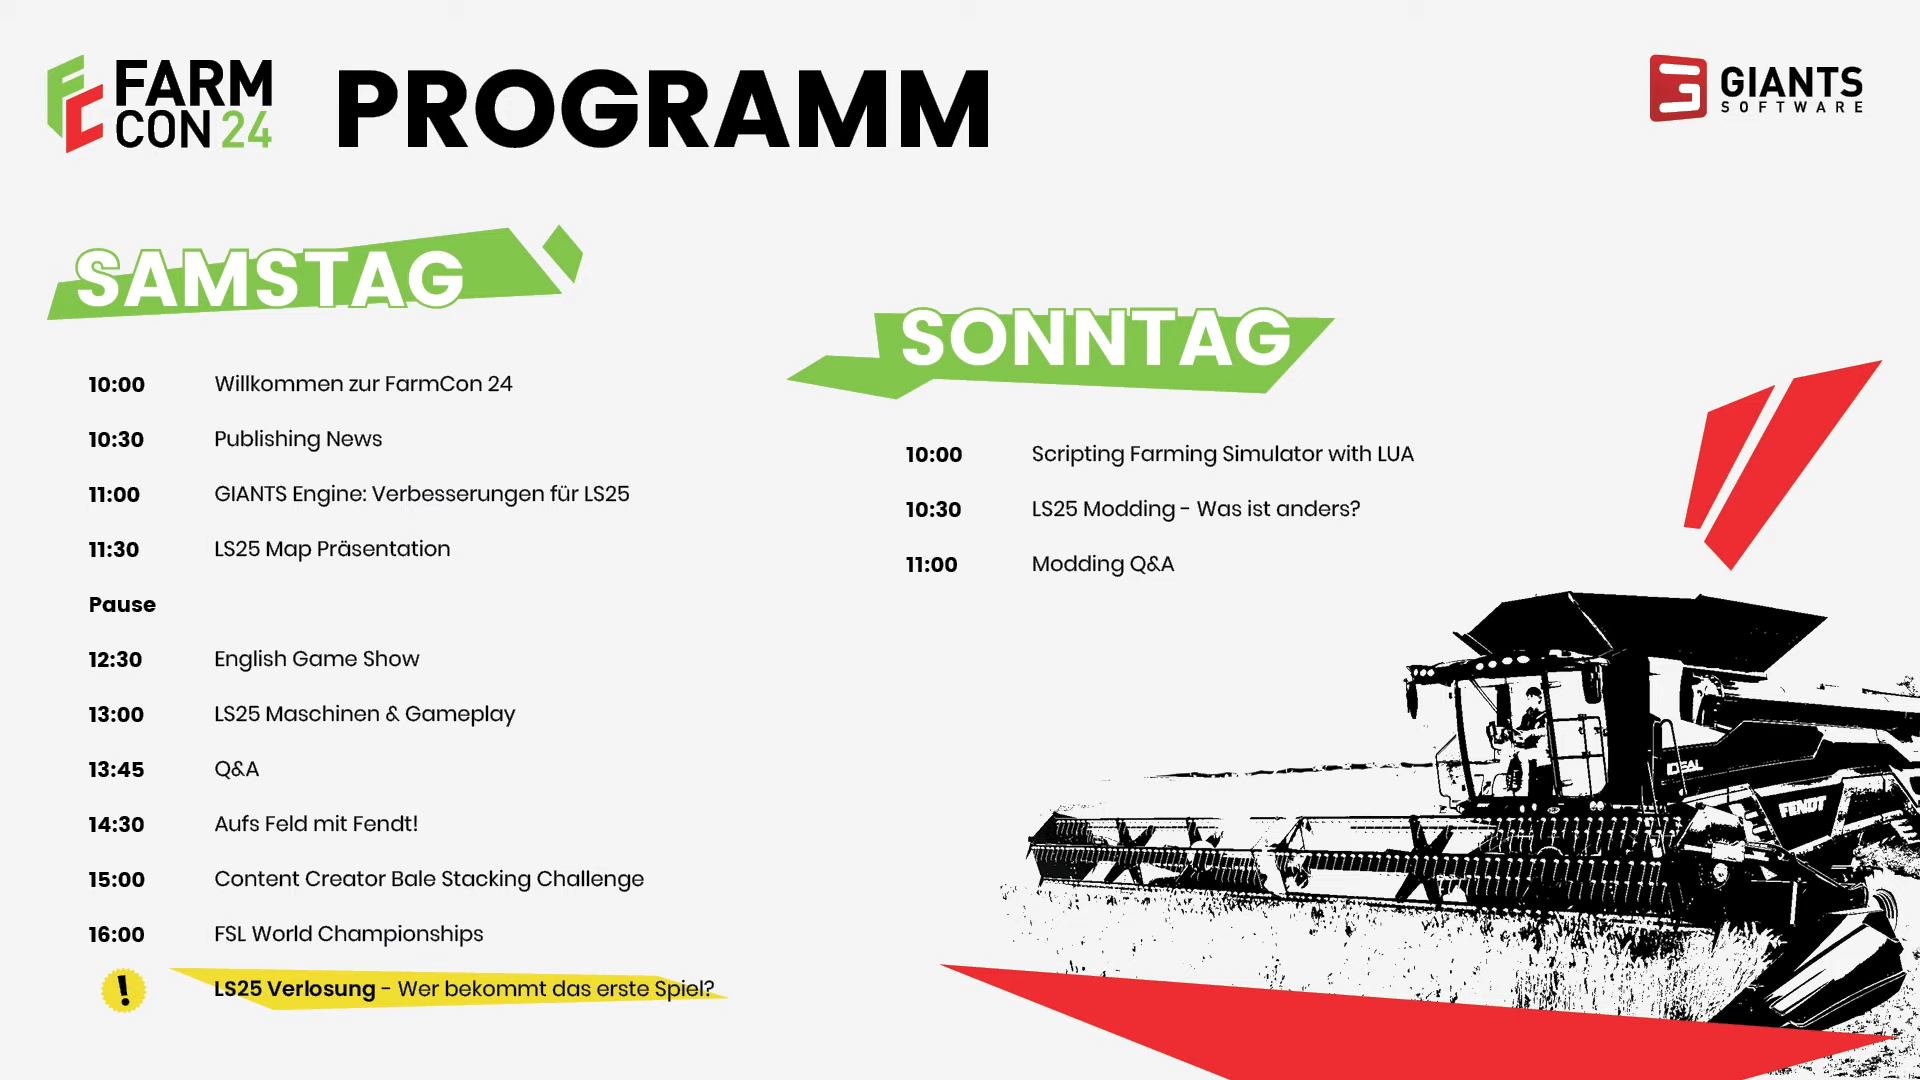 FARM
CON 24
PROGRAMM
GIANTS
SOFTWARE
SAMSTAG
10:00 Willkommen zur FarmCon 24
10:30 Publishing News
11:00 GIANTS Engine: Verbesserungen für LS25
11:30 LS25 Map Präsentation
Pause
12:30 English Game Show
13:00 LS25 Maschinen & Gameplay
13:45 Q&A
14:30 Aufs Feld mit Fendt!
15:00 Content Creator Bale Stacking Challenge
16:00 FSL World Championships
! LS25 Verlosung - Wer bekommt das erste Spiel?
SONNTAG
10:00 Scripting Farming Simulator with LUA
10:30 LS25 Modding - Was ist anders?
11:00 Modding Q&A
IDEAL
FENDT